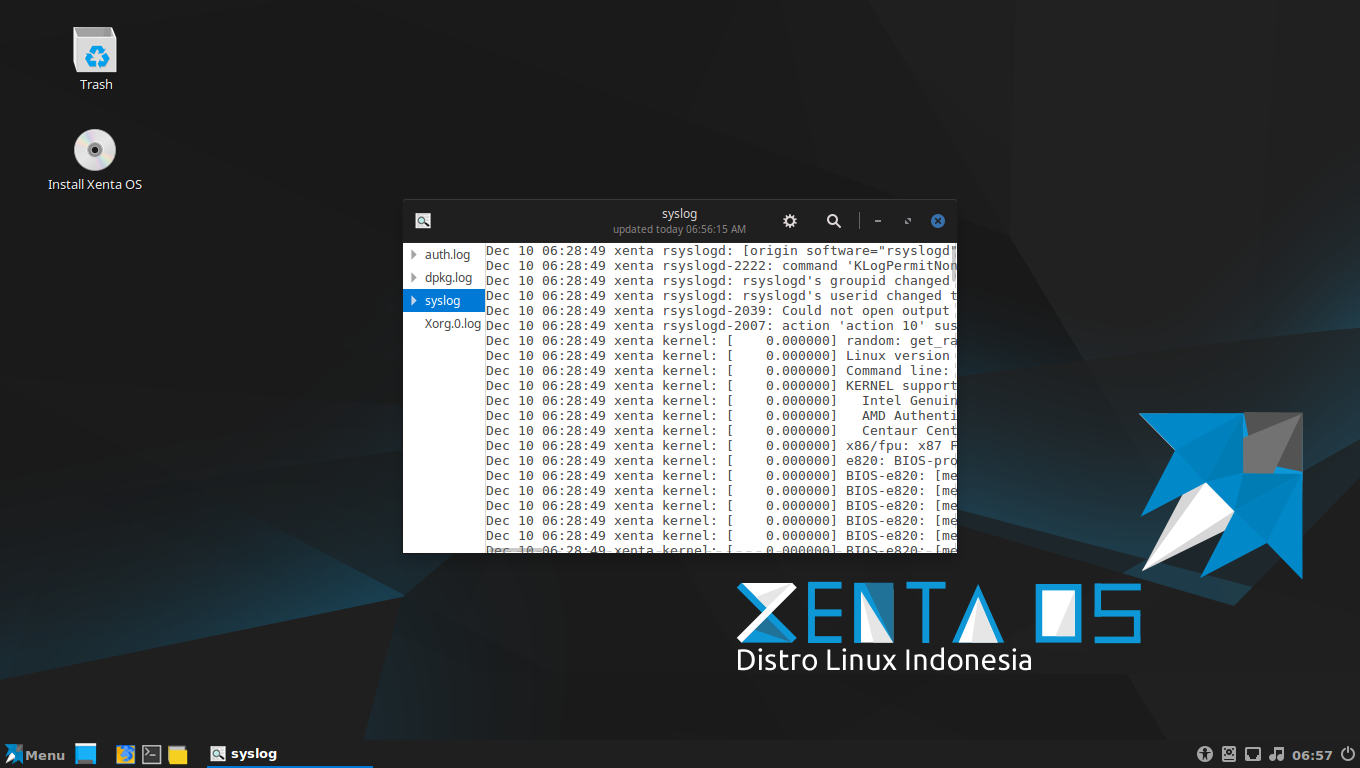 Trash
Install Xenta OS
syslog
updated today 06:56:15 AM
auth.log
dpkg.log
syslog
Xorg.0.log
Dec 10 06:28:49 xenta rsyslogd: [origin software="rsyslogd"
Dec 10 06:28:49 xenta rsyslogd-2222: command 'KLogPermitNon
Dec 10 06:28:49 xenta rsyslogd: rsyslogd's groupid changed
Dec 10 06:28:49 xenta rsyslogd: rsyslogd's userid changed t
Dec 10 06:28:49 xenta rsyslogd-2039: Could not open output
Dec 10 06:28:49 xenta rsyslogd-2007: action 'action 10' sus
Dec 10 06:28:49 xenta kernel: [    0.000000] random: get_ra
Dec 10 06:28:49 xenta kernel: [    0.000000] Linux version
Dec 10 06:28:49 xenta kernel: [    0.000000] Command line:
Dec 10 06:28:49 xenta kernel: [    0.000000] KERNEL support
Dec 10 06:28:49 xenta kernel: [    0.000000]   Intel Genuin
Dec 10 06:28:49 xenta kernel: [    0.000000]   AMD Authenti
Dec 10 06:28:49 xenta kernel: [    0.000000]   Centaur Cent
Dec 10 06:28:49 xenta kernel: [    0.000000] x86/fpu: x87 F
Dec 10 06:28:49 xenta kernel: [    0.000000] e820: BIOS-pro
Dec 10 06:28:49 xenta kernel: [    0.000000] BIOS-e820: [me
Dec 10 06:28:49 xenta kernel: [    0.000000] BIOS-e820: [me
Dec 10 06:28:49 xenta kernel: [    0.000000] BIOS-e820: [me
Dec 10 06:28:49 xenta kernel: [    0.000000] BIOS-e820: [me
Dec 10 06:28:49 xenta kernel: [    0.000000] BIOS-e820: [me
Dec 10 06:28:49 xenta kernel: [    0.000000] BIOS-e820: [me
XENTA OS
Distro Linux Indonesia
Menu
syslog
06:57